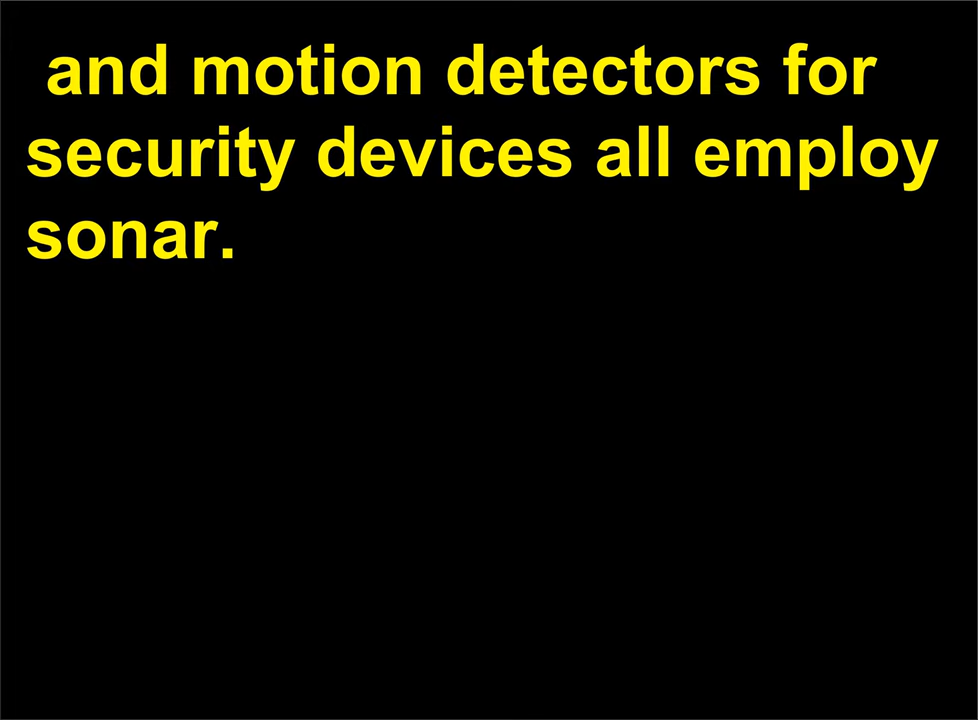 and motion detectors for
security devices all employ
sonar.